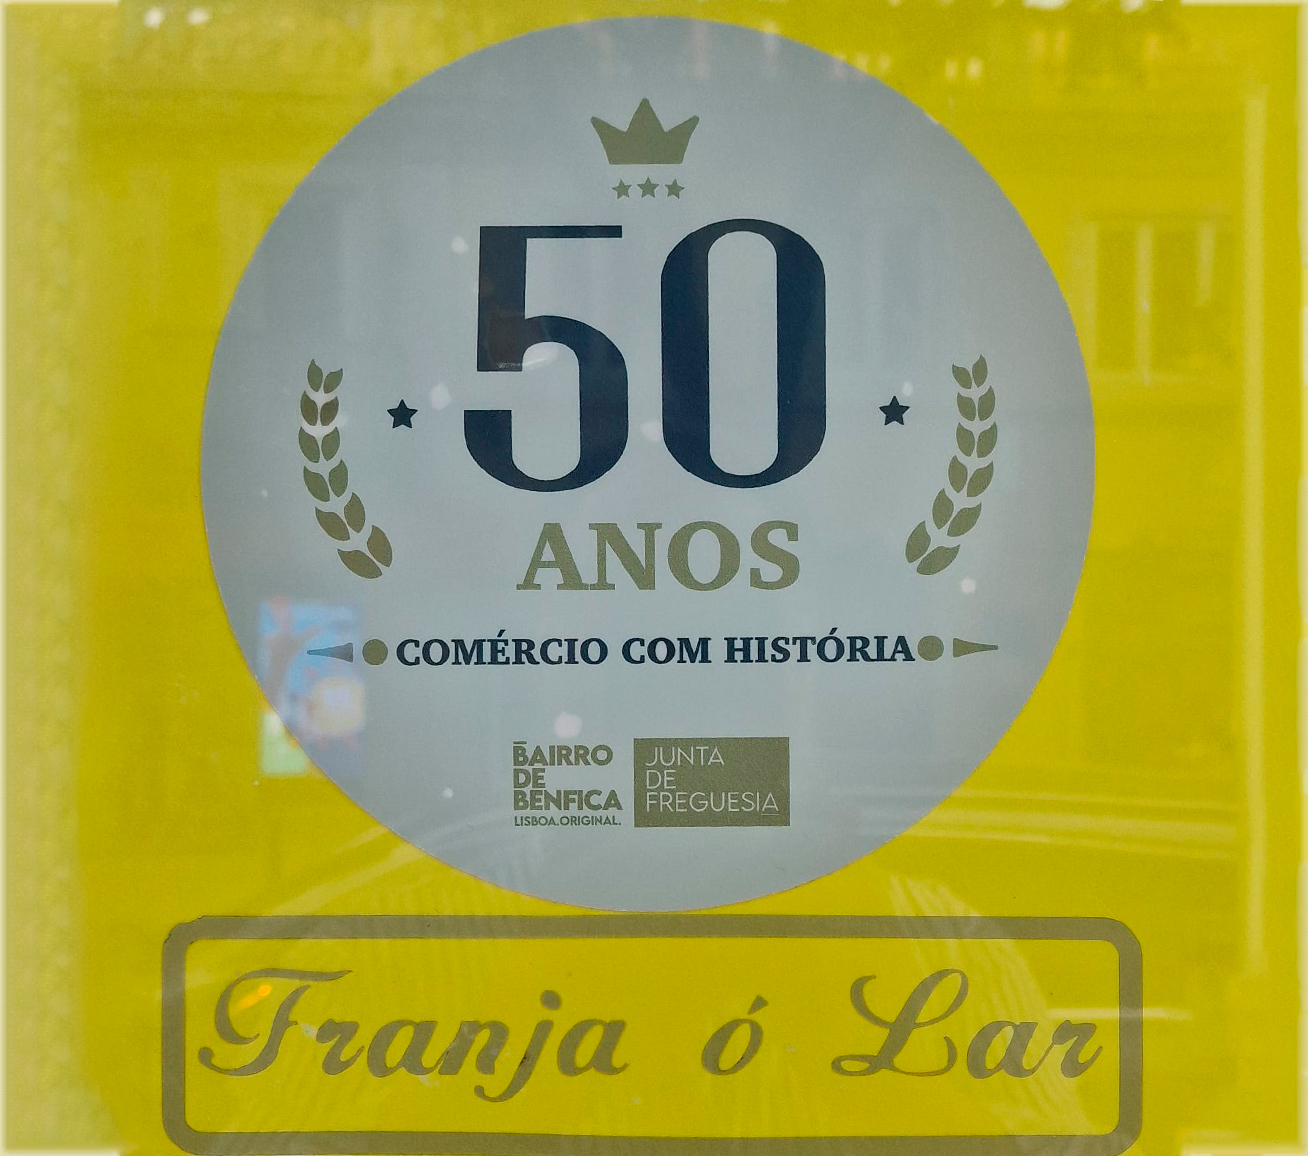 50
ANOS
COMÉRCIO COM HISTÓRIA
BAIRRO
DE
BENFICA
LISBOA.ORIGINAL.
JUNTA
DE
FREGUESIA
Franja ó Lar